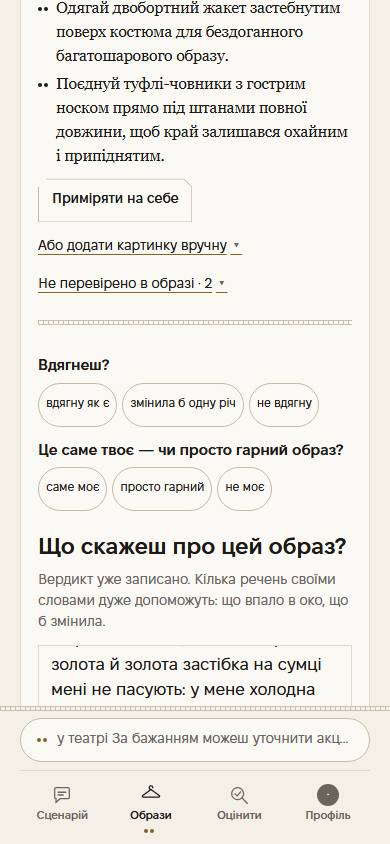 Одягай двобортний жакет застебнутим
поверх костюма для бездоганного
багатошарового образу.
Поєднуй туфлі-човники з гострим
носком прямо під штанами повної
довжини, щоб край залишався охайним
і припіднятим.
Приміряти на себе
Або додати картинку вручну
Не перевірено в образі · 2
Вдягнеш?
вдягну як є
змінила б одну річ
не вдягну
Це саме твоє — чи просто гарний образ?
саме моє
просто гарний
не моє
Що скажеш про цей образ?
Вердикт уже записано. Кілька речень своїми
словами дуже допоможуть: що впало в око, що
б змінила.
золота й золота застібка на сумці
мені не пасують: у мене холодна
у театрі За бажанням можеш уточнити акц...
Сценарій
Образи
Оцінити
Профіль